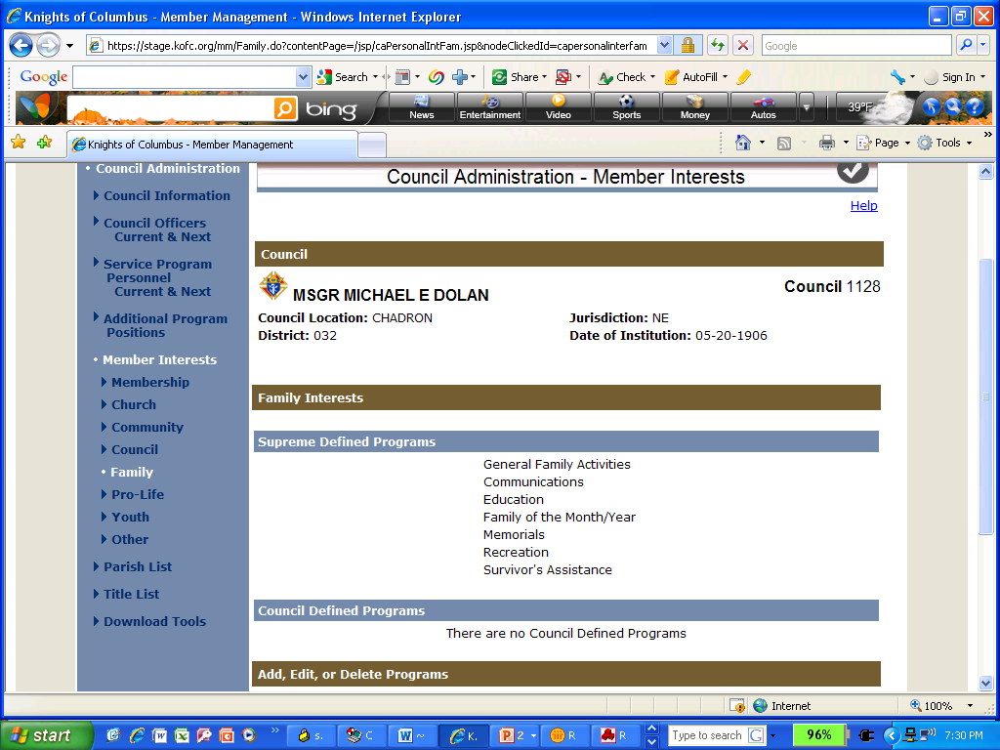 Knights of Columbus - Member Management - Windows Internet Explorer
https://stage.kofc.org/mm/Family.do?contentPage=/jsp/caPersonalIntFam.jsp&nodeClickedId=capersonalinterfam
Google
Google
Search
Share
Check
AutoFill
Sign In
bing
News
Entertainment
Video
Sports
Money
Autos
39°F
Knights of Columbus - Member Management
Page
Tools
Council Administration
Council Information
Council Officers
Current & Next
Service Program
Personnel
Current & Next
Additional Program
Positions
Member Interests
Membership
Church
Community
Council
Family
Pro-Life
Youth
Other
Parish List
Title List
Download Tools
Council Administration - Member Interests
Help
Council
MSGR MICHAEL E DOLAN
Council 1128
Council Location: CHADRON
Jurisdiction: NE
District: 032
Date of Institution: 05-20-1906
Family Interests
Supreme Defined Programs
General Family Activities
Communications
Education
Family of the Month/Year
Memorials
Recreation
Survivor's Assistance
Council Defined Programs
There are no Council Defined Programs
Add, Edit, or Delete Programs
Internet
100%
start
s.
C
~
K.
2
R
R
Type to search
96%
7:30 PM